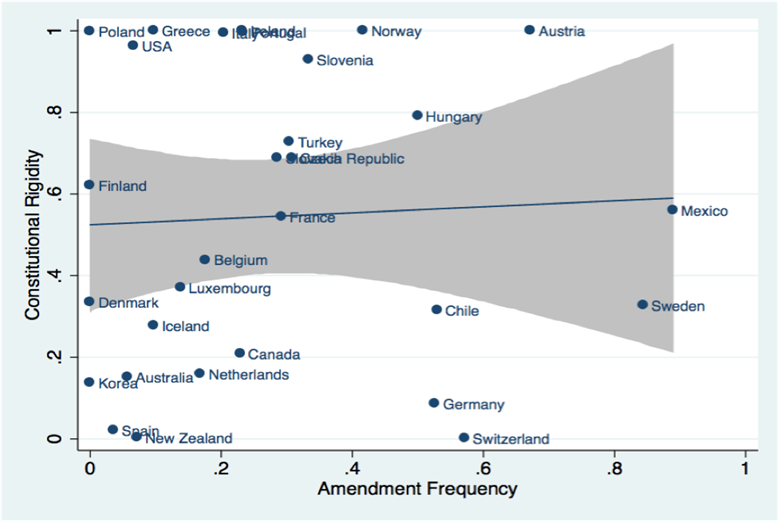 Constitutional Rigidity
1
.8
.6
.4
.2
0
Poland
Greece
Italy
Portugal
Norway
Austria
USA
Slovenia
Hungary
Turkey
Republic
Finland
France
Mexico
Belgium
Luxembourg
Denmark
Sweden
Chile
Iceland
Canada
Netherlands
Australia
Korea
Germany
Spain
New Zealand
Switzerland
0
.2
.4
.6
.8
1
Amendment Frequency